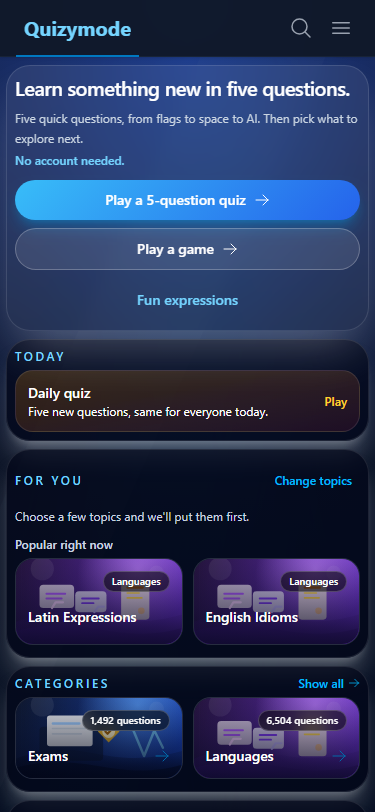 Quizymode
Learn something new in five questions.
Five quick questions, from flags to space to AI. Then pick what to
explore next.
No account needed.
Play a 5-question quiz →
Play a game →
Fun expressions
TODAY
Daily quiz
Five new questions, same for everyone today.
Play
FOR YOU
Change topics
Choose a few topics and we'll put them first.
Popular right now
Languages
Latin Expressions
Languages
English Idioms
CATEGORIES
Show all →
1,492 questions
Exams →
6,504 questions
Languages →